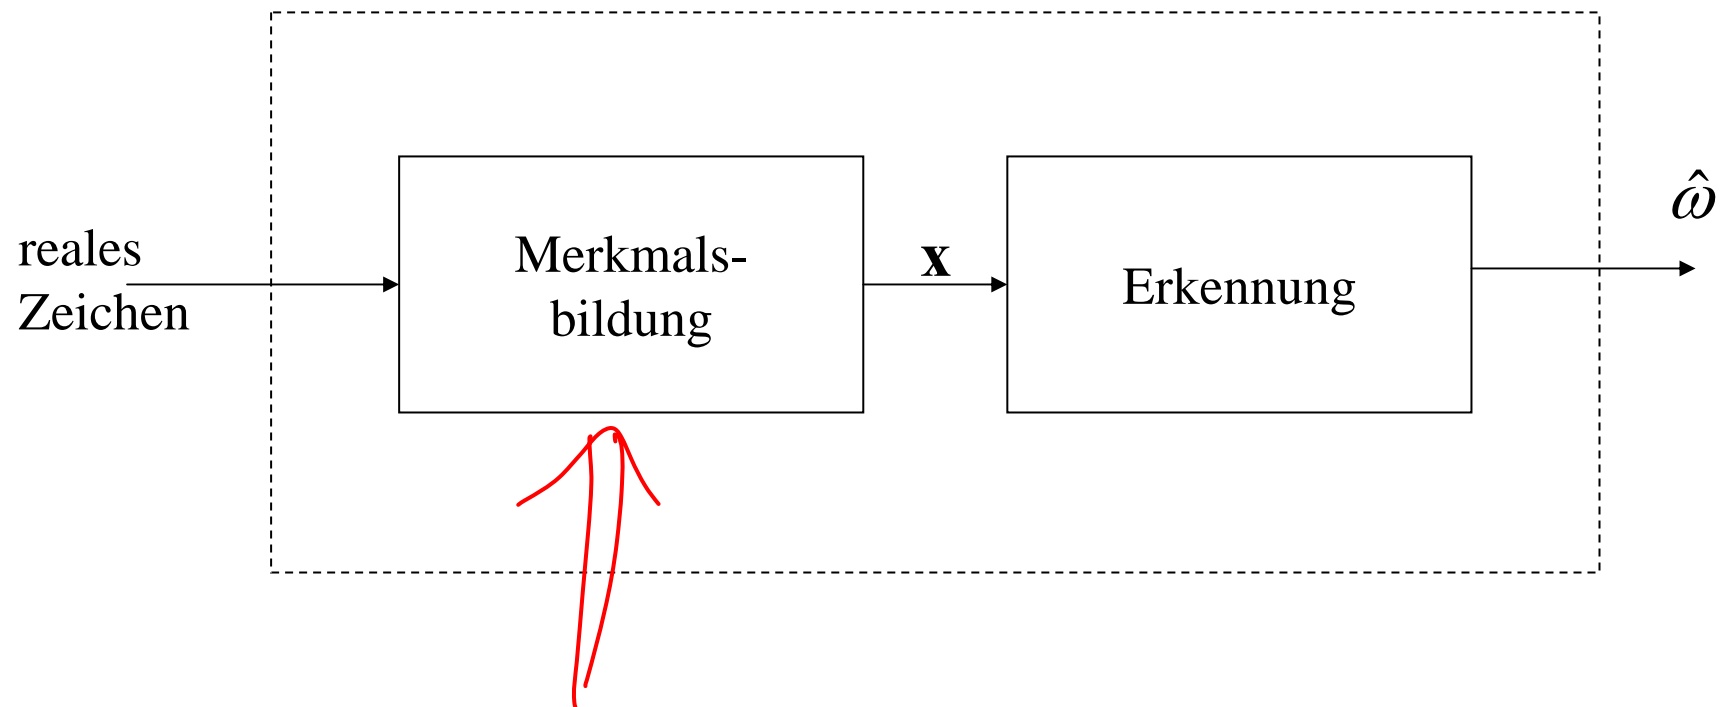 reales
Zeichen
Merkmals-
bildung
x
Erkennung
ω̂